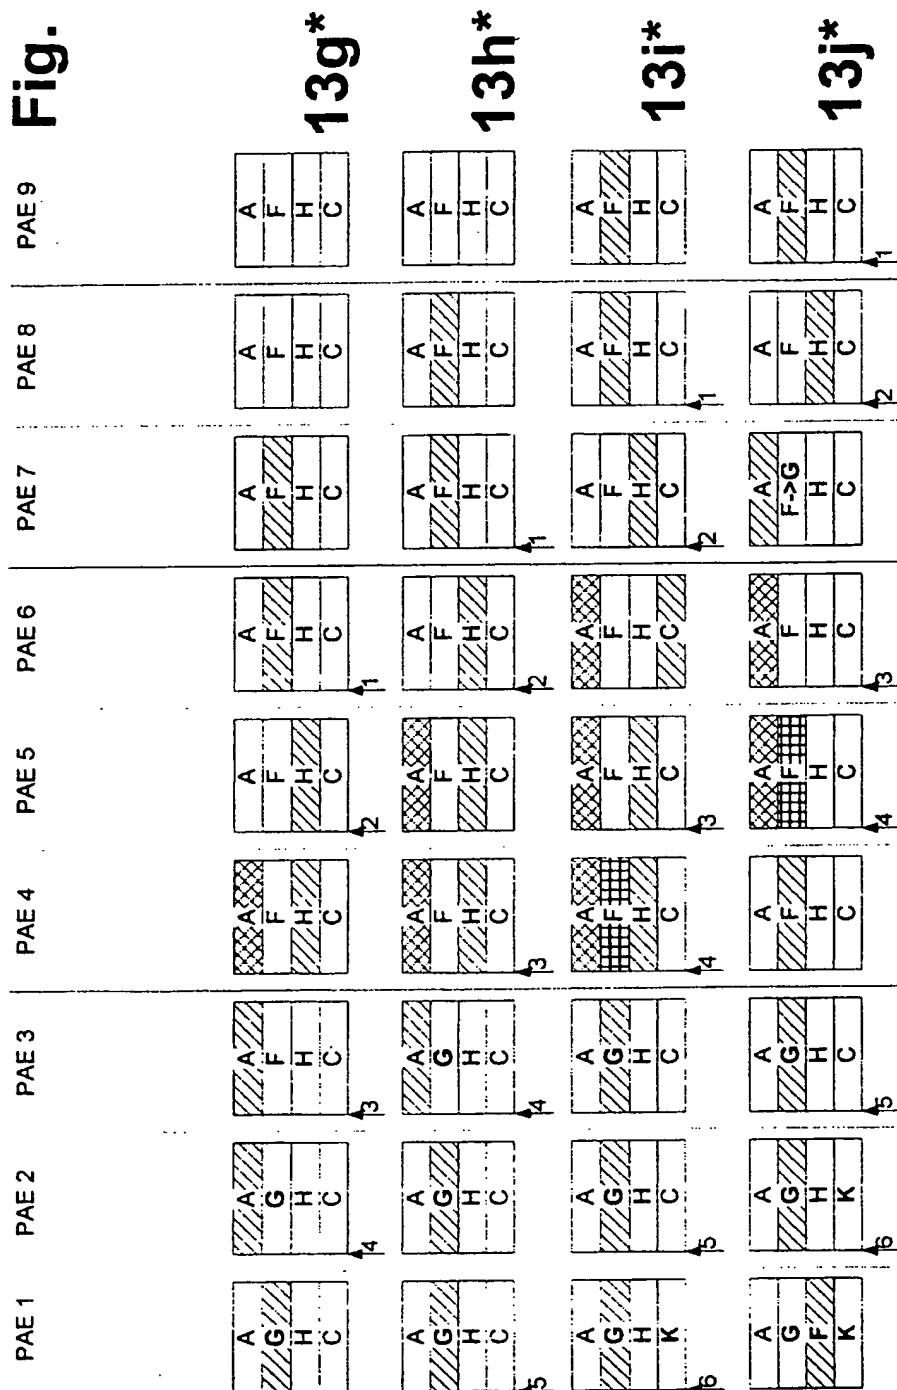 PAE 1 PAE 2 PAE 3 PAE 4 PAE 5 PAE 6 PAE 7 PAE 8 PAE 9 Fig.
A A A A A A A A A
G G F F F F F F F
H H H H H H H H H
C C C C C C C C C
13g*
4 3 2 1
A A A A A A A A A
G G G F F F F F F
H H H H H H H H H
C C C C C C C C C
13h*
5 4 3 2 1
A A A A A A A A A
G G G F F F F F F
H H H H H H H H H
K C C C C C C C C
13i*
6 5 4 3 2 1
A A A A A A A A A
G G G F F F F->G F F
F H H H H H H H H
K K C C C C C C C
13j*
6 5 4 3 2 1